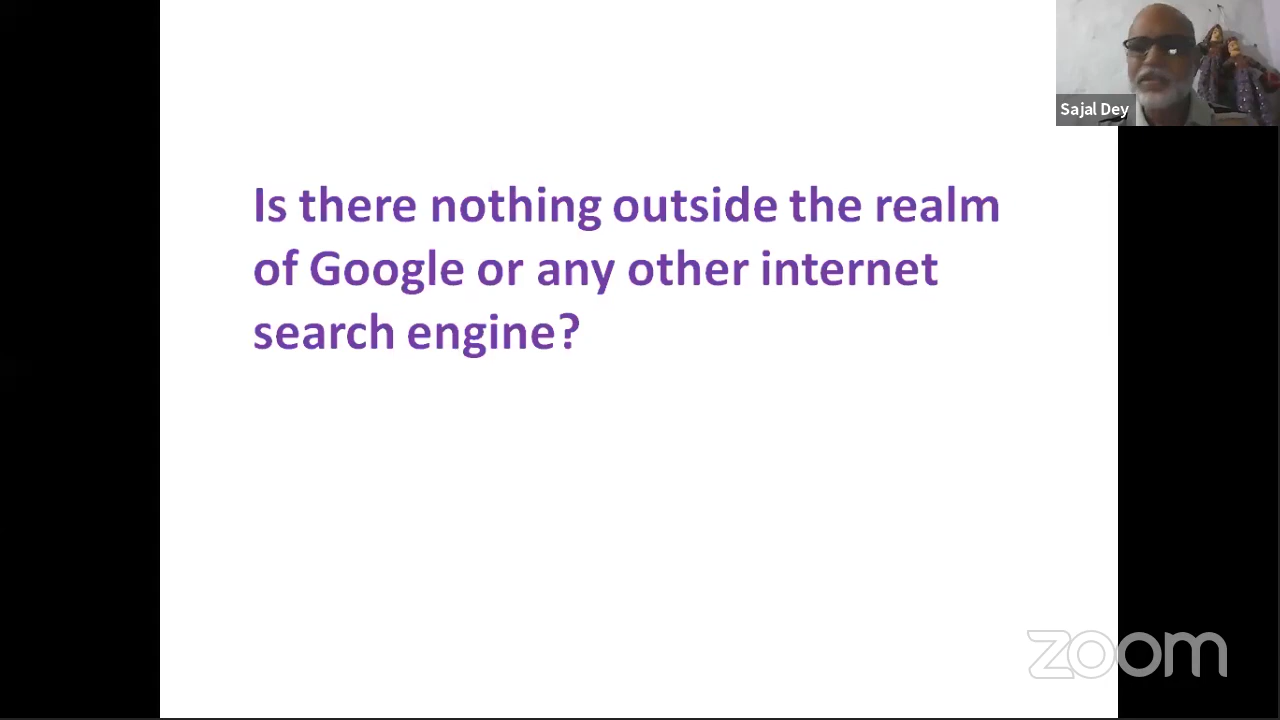 Sajal Dey
Is there nothing outside the realm
of Google or any other internet
search engine?
zoom